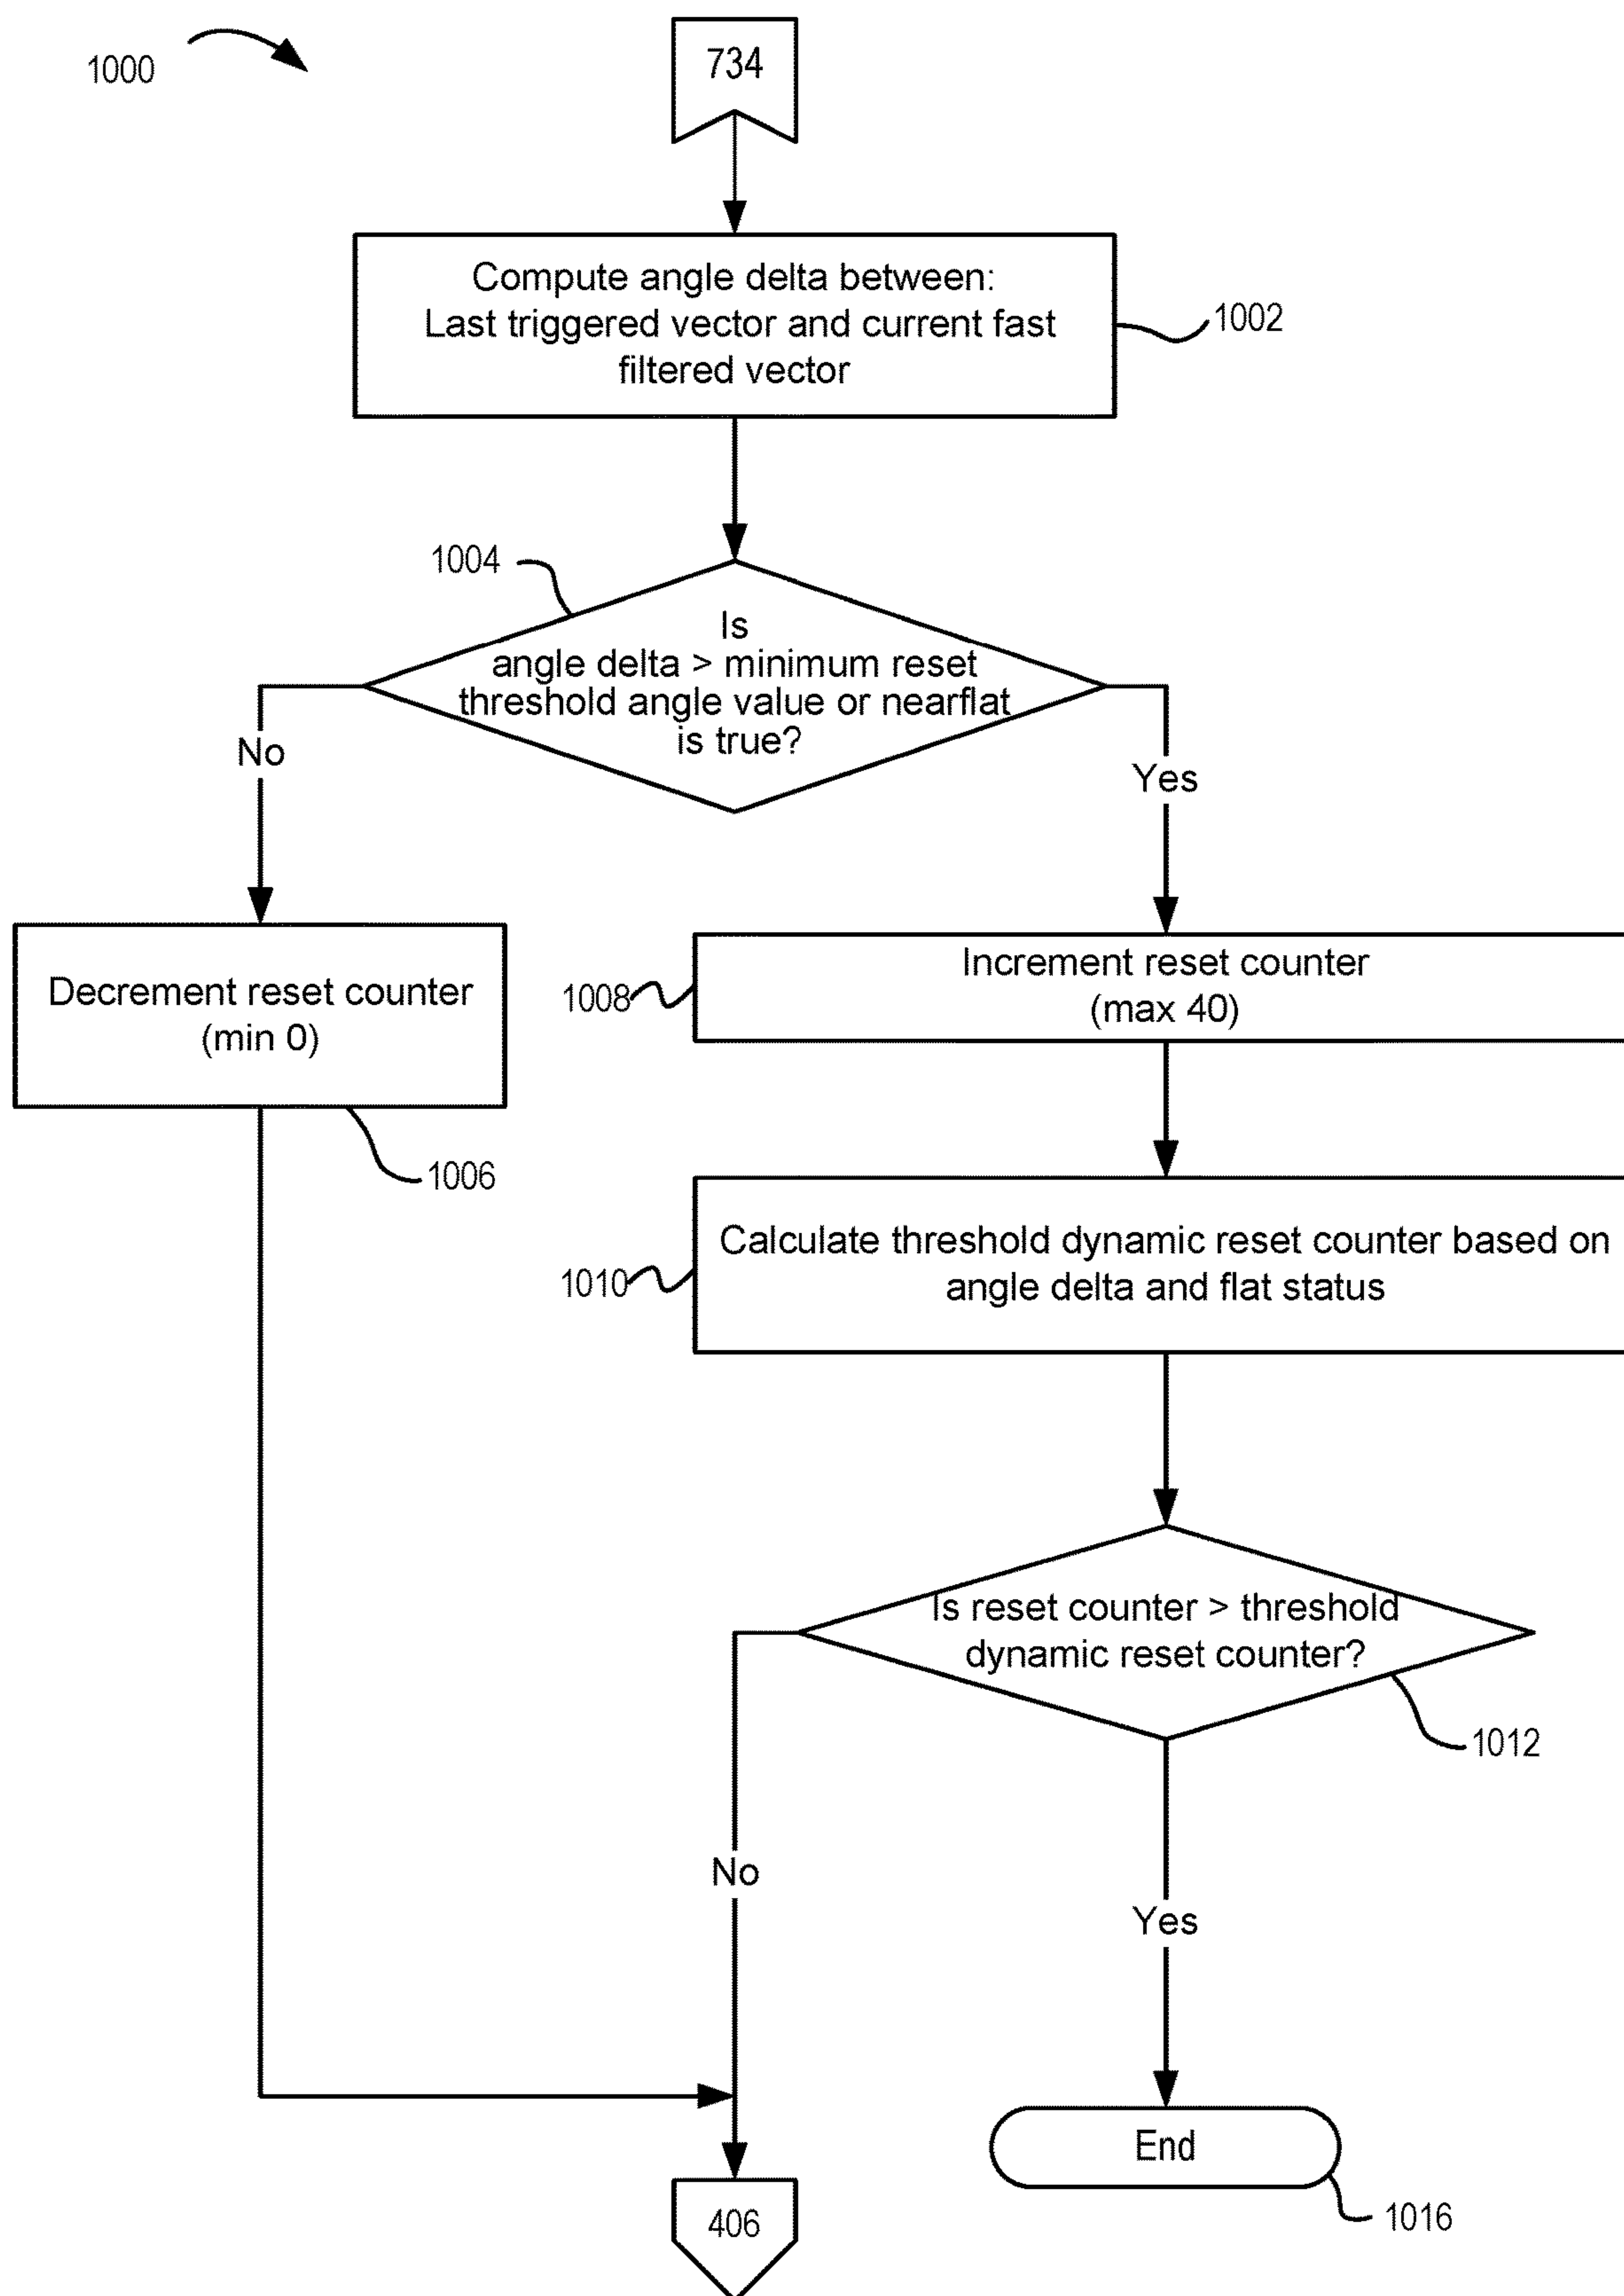 1000
734
Compute angle delta between:
Last triggered vector and current fast
filtered vector
1002
1004
Is
angle delta > minimum reset
threshold angle value or nearflat
is true?
No
Yes
Decrement reset counter
(min 0)
1006
Increment reset counter
(max 40)
1008
Calculate threshold dynamic reset counter based on
angle delta and flat status
1010
Is reset counter > threshold
dynamic reset counter?
1012
No
Yes
End
1016
406